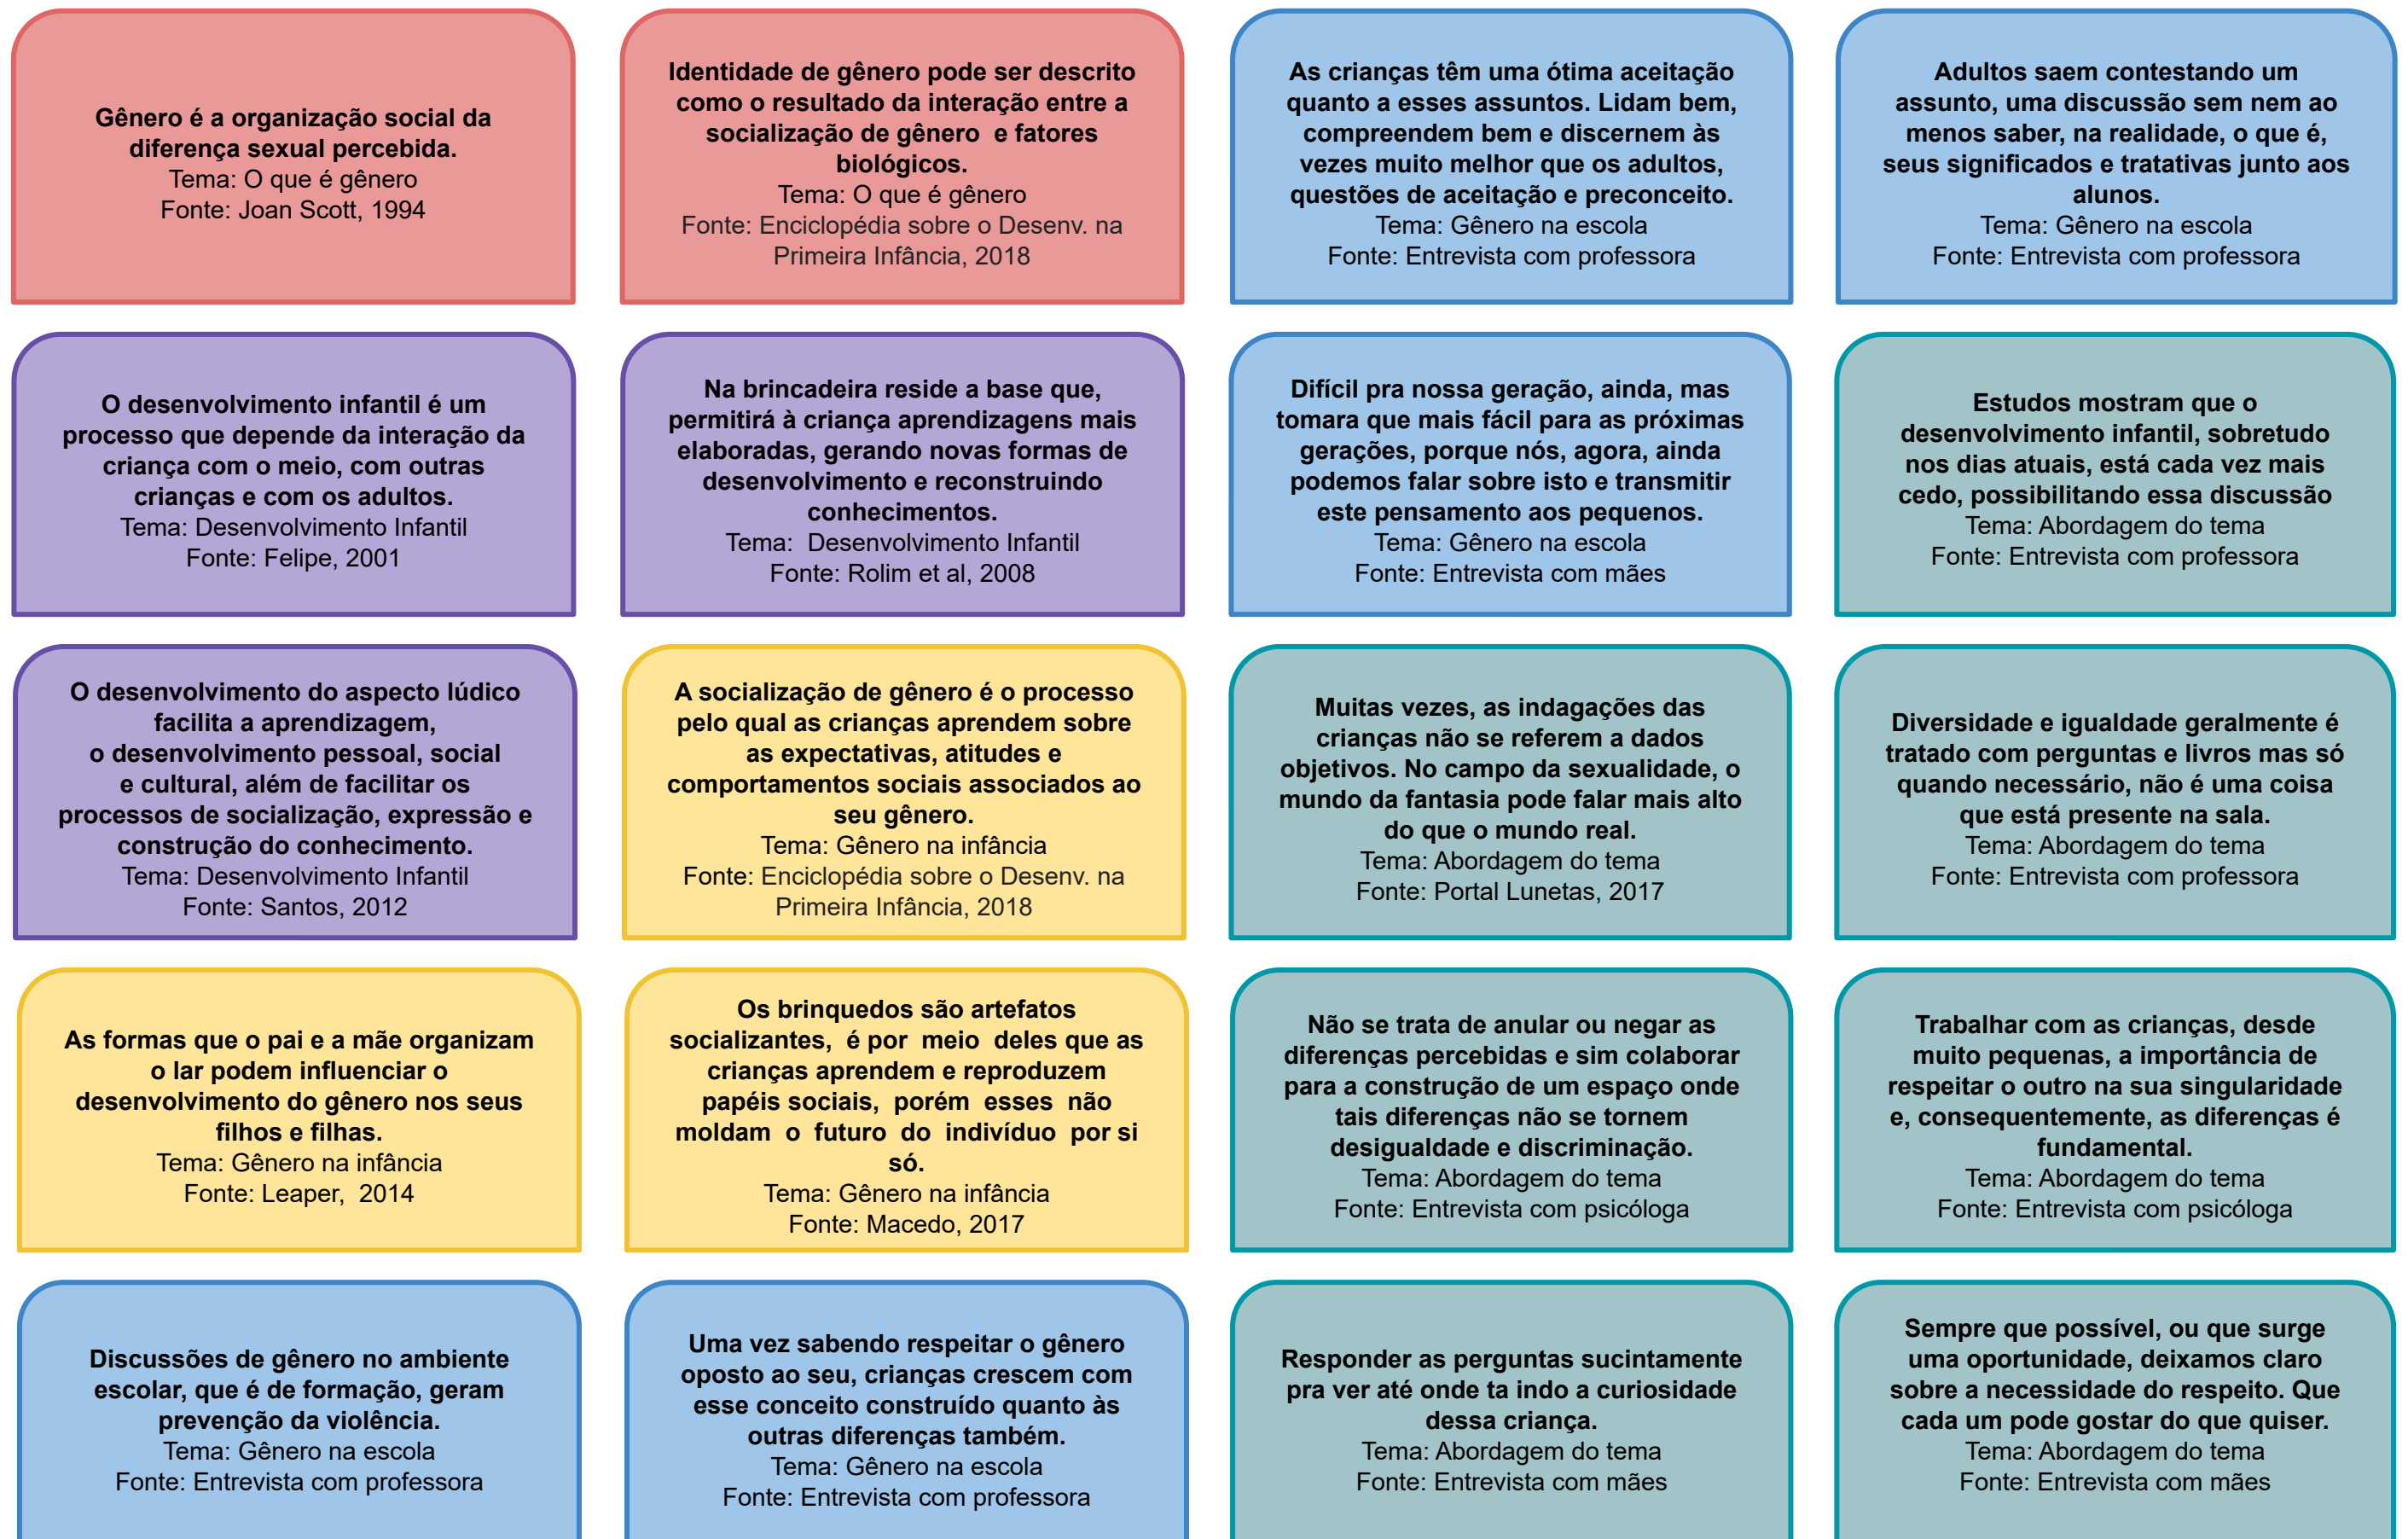 Gênero é a organização social da
diferença sexual percebida.
Tema: O que é gênero
Fonte: Joan Scott, 1994
Identidade de gênero pode ser descrito
como o resultado da interação entre a
socialização de gênero e fatores
biológicos.
Tema: O que é gênero
Fonte: Enciclopédia sobre o Desenv. na
Primeira Infância, 2018
As crianças têm uma ótima aceitação
quanto a esses assuntos. Lidam bem,
compreendem bem e discernem às
vezes muito melhor que os adultos,
questões de aceitação e preconceito.
Tema: Gênero na escola
Fonte: Entrevista com professora
Adultos saem contestando um
assunto, uma discussão sem nem ao
menos saber, na realidade, o que é,
seus significados e tratativas junto aos
alunos.
Tema: Gênero na escola
Fonte: Entrevista com professora
O desenvolvimento infantil é um
processo que depende da interação da
criança com o meio, com outras
crianças e com os adultos.
Tema: Desenvolvimento Infantil
Fonte: Felipe, 2001
Na brincadeira reside a base que,
permitirá à criança aprendizagens mais
elaboradas, gerando novas formas de
desenvolvimento e reconstruindo
conhecimentos.
Tema: Desenvolvimento Infantil
Fonte: Rolim et al, 2008
Difícil pra nossa geração, ainda, mas
tomara que mais fácil para as próximas
gerações, porque nós, agora, ainda
podemos falar sobre isto e transmitir
este pensamento aos pequenos.
Tema: Gênero na escola
Fonte: Entrevista com mães
Estudos mostram que o
desenvolvimento infantil, sobretudo
nos dias atuais, está cada vez mais
cedo, possibilitando essa discussão
Tema: Abordagem do tema
Fonte: Entrevista com professora
O desenvolvimento do aspecto lúdico
facilita a aprendizagem,
o desenvolvimento pessoal, social
e cultural, além de facilitar os
processos de socialização, expressão e
construção do conhecimento.
Tema: Desenvolvimento Infantil
Fonte: Santos, 2012
A socialização de gênero é o processo
pelo qual as crianças aprendem sobre
as expectativas, atitudes e
comportamentos sociais associados ao
seu gênero.
Tema: Gênero na infância
Fonte: Enciclopédia sobre o Desenv. na
Primeira Infância, 2018
Muitas vezes, as indagações das
crianças não se referem a dados
objetivos. No campo da sexualidade, o
mundo da fantasia pode falar mais alto
do que o mundo real.
Tema: Abordagem do tema
Fonte: Portal Lunetas, 2017
Diversidade e igualdade geralmente é
tratado com perguntas e livros mas só
quando necessário, não é uma coisa
que está presente na sala.
Tema: Abordagem do tema
Fonte: Entrevista com professora
As formas que o pai e a mãe organizam
o lar podem influenciar o
desenvolvimento do gênero nos seus
filhos e filhas.
Tema: Gênero na infância
Fonte: Leaper, 2014
Os brinquedos são artefatos
socializantes, é por meio deles que as
crianças aprendem e reproduzem
papéis sociais, porém esses não
moldam o futuro do indivíduo por si
só.
Tema: Gênero na infância
Fonte: Macedo, 2017
Não se trata de anular ou negar as
diferenças percebidas e sim colaborar
para a construção de um espaço onde
tais diferenças não se tornem
desigualdade e discriminação.
Tema: Abordagem do tema
Fonte: Entrevista com psicóloga
Trabalhar com as crianças, desde
muito pequenas, a importância de
respeitar o outro na sua singularidade
e, consequentemente, as diferenças é
fundamental.
Tema: Abordagem do tema
Fonte: Entrevista com psicóloga
Discussões de gênero no ambiente
escolar, que é de formação, geram
prevenção da violência.
Tema: Gênero na escola
Fonte: Entrevista com professora
Uma vez sabendo respeitar o gênero
oposto ao seu, crianças crescem com
esse conceito construído quanto às
outras diferenças também.
Tema: Gênero na escola
Fonte: Entrevista com professora
Responder as perguntas sucintamente
pra ver até onde ta indo a curiosidade
dessa criança.
Tema: Abordagem do tema
Fonte: Entrevista com mães
Sempre que possível, ou que surge
uma oportunidade, deixamos claro
sobre a necessidade do respeito. Que
cada um pode gostar do que quiser.
Tema: Abordagem do tema
Fonte: Entrevista com mães